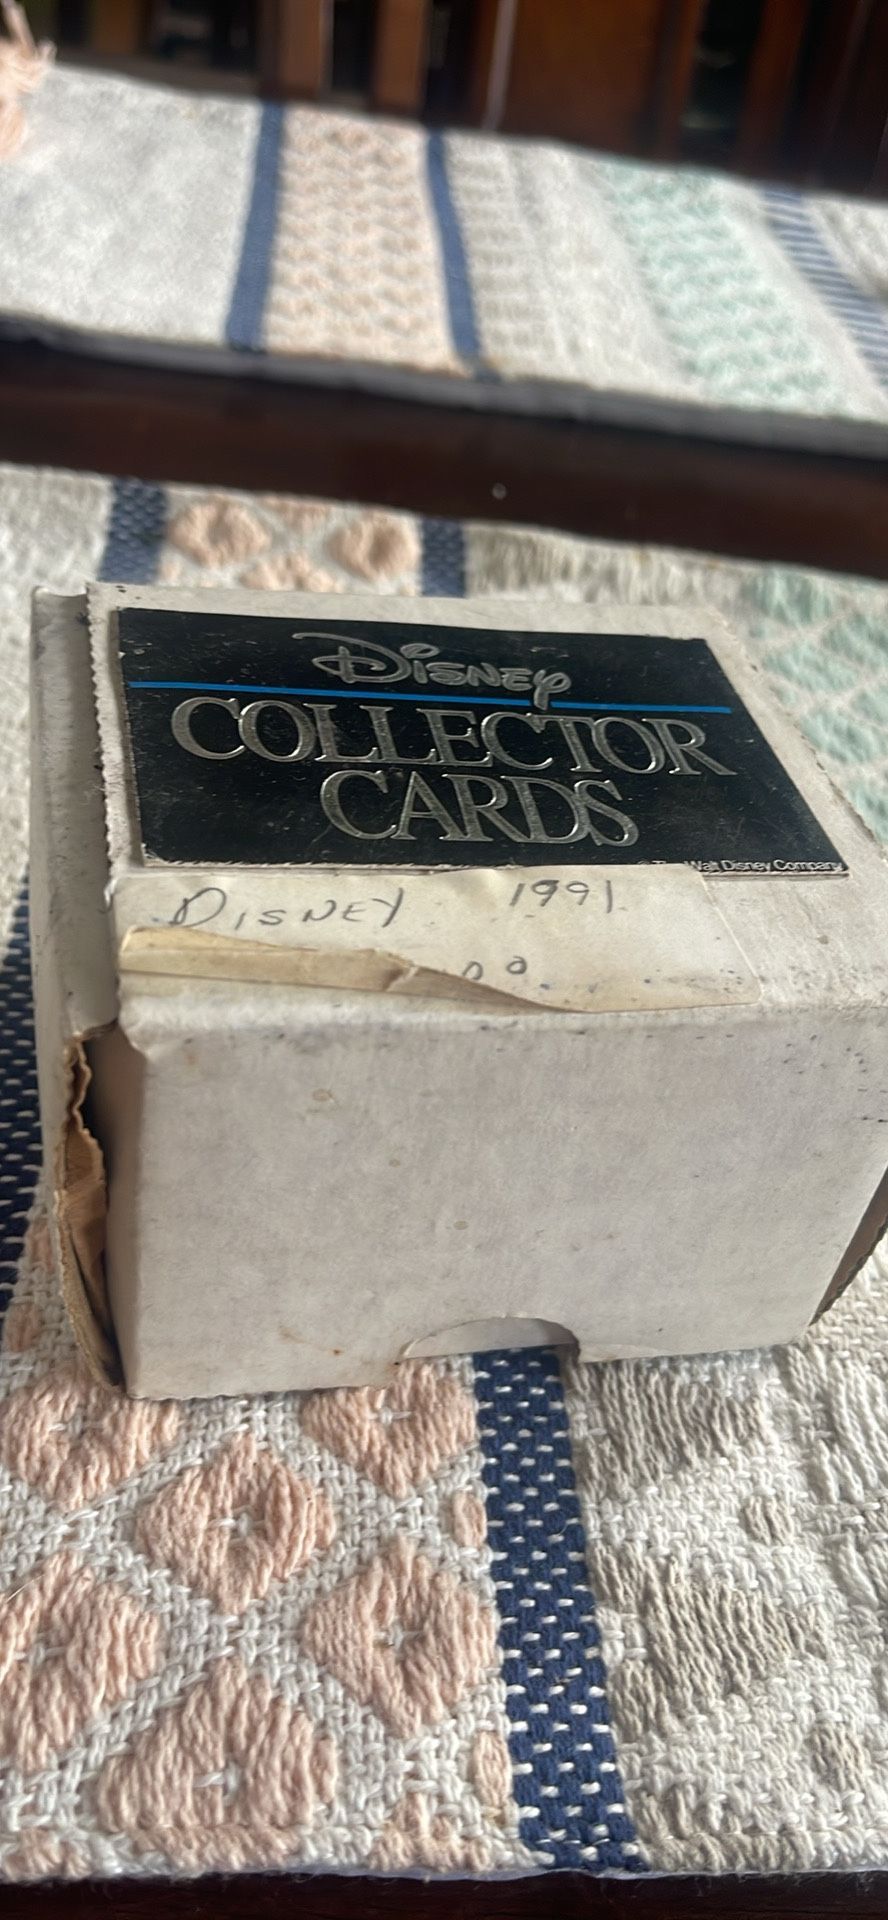 Disney
COLLECTOR
CARDS
© The Walt Disney Company
DISNEY 1991